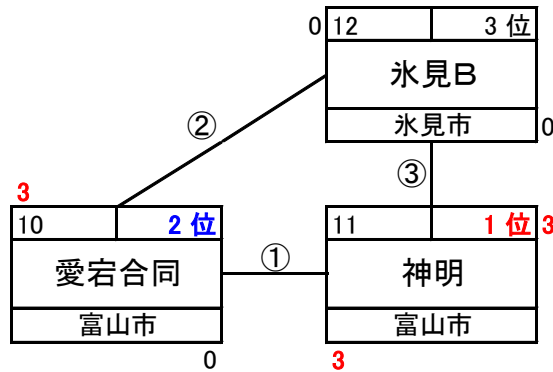 0 12 3 位
氷見B
氷見市 0
②
③
3
10 2 位
愛宕合同
富山市
0
①
11 1 位 3
神明
富山市
3